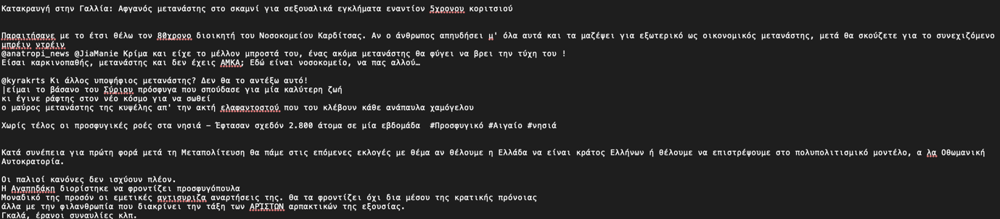 Κατακραυγή στην Γαλλία: Αφγανός μετανάστης στο σκαμνί για σεξουαλικά εγκλήματα εναντίον 5χρονου κοριτσιού
Παραιτήσανε με το έτσι θέλω τον 80χρονο διοικητή του Νοσοκομείου Καρδίτσας. Αν ο άνθρωπος απηυδήσει μ' όλα αυτά και τα μαζέψει για εξωτερικό ως οικονομικός μετανάστης, μετά θα σκούζετε για το συνεχιζόμενο
μπρέιν ντρέιν
@anatropi_news @JiaManie Κρίμα και είχε το μέλλον μπροστά του, ένας ακόμα μετανάστης θα φύγει να βρει την τύχη του !
Είσαι καρκινοπαθής, μετανάστης και δεν έχεις ΑΜΚΑ; Εδώ είναι νοσοκομείο, να πας αλλού…
@kyrakrts Κι άλλος υποψήφιος μετανάστης? Δεν θα το αντέξω αυτό!
|είμαι το βάσανο του Σύριου πρόσφυγα που σπούδασε για μία καλύτερη ζωή
κι έγινε ράφτης στον νέο κόσμο για να σωθεί
ο μαύρος μετανάστης της κυψέλης απ' την ακτή ελαφαντοστού που του κλέβουν κάθε ανάπαυλα χαμόγελου
Χωρίς τέλος οι προσφυγικές ροές στα νησιά – Έφτασαν σχεδόν 2.800 άτομα σε μία εβδομάδα  #Προσφυγικό #Αιγαίο #νησιά
Κατά συνέπεια για πρώτη φορά μετά τη Μεταπολίτευση θα πάμε στις επόμενες εκλογές με θέμα αν θέλουμε η Ελλάδα να είναι κράτος Ελλήνων ή θέλουμε να επιστρέψουμε στο πολυπολιτισμικό μοντέλο, α λα Οθωμανική
Αυτοκρατορία.
Οι παλιοί κανόνες δεν ισχύουν πλέον.
Η Αγαπηδάκη διορίστηκε να φροντίζει προσφυγόπουλα
Μοναδικό της προσόν οι εμετικές αντισυριζα αναρτήσεις της. θα τα φροντίζει όχι δια μέσου της κρατικής πρόνοιας
άλλα με την φιλανθρωπία που διακρίνει την τάξη των ΑΡΙΣΤΩΝ αρπακτικών της εξουσίας.
Γκαλά, έρανοι συναυλίες κλπ.